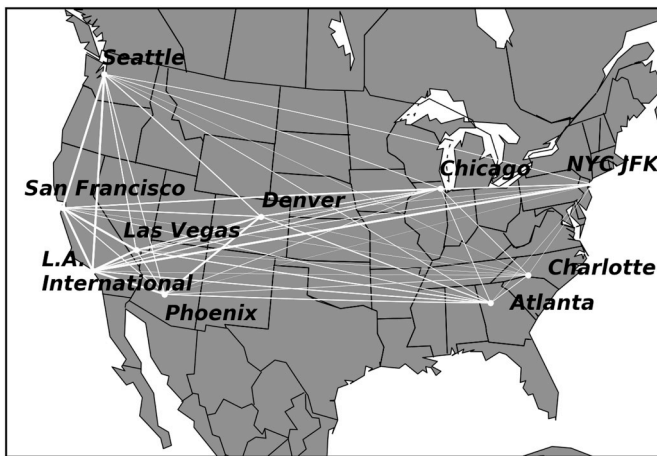 Seattle
Chicago
NYC JFK
San Francisco
Denver
Las Vegas
L.A.
International
Charlotte
Phoenix
Atlanta